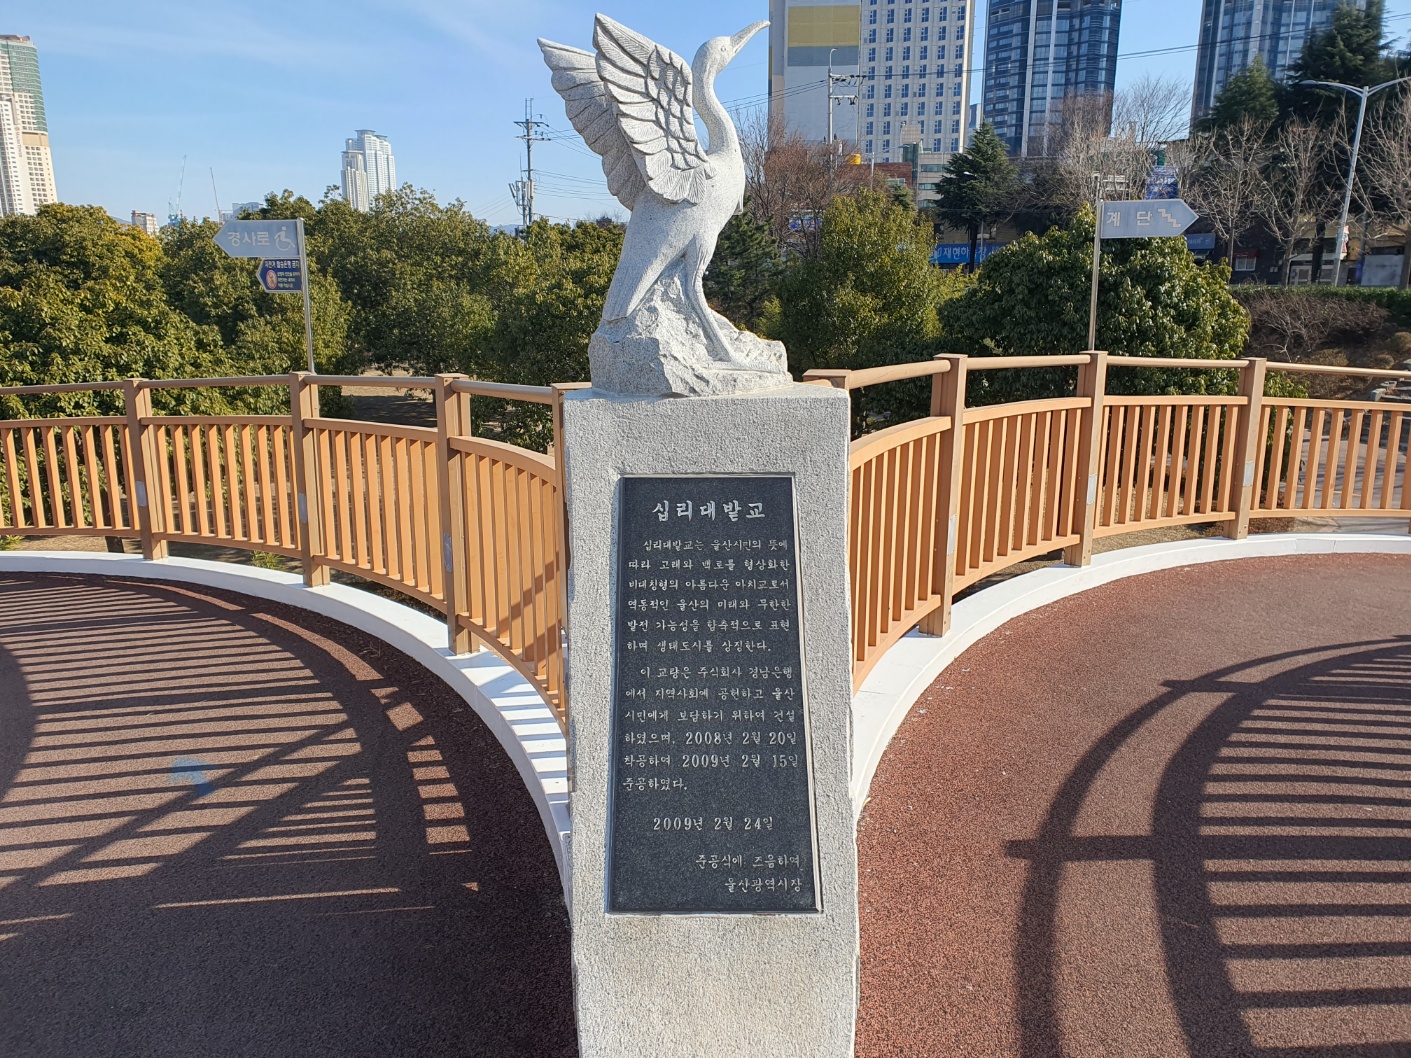 경사로
계단
십리대밭교
십리대밭교는 울산시민의 뜻에
따라 고래와 백로를 형상화한
비대칭형의 아름다운 아치교로서
역동적인 울산의 미래와 무한한
발전 가능성을 함축적으로 표현
하며 생태도시를 상징한다.
이 교량은 주식회사 경남은행
에서 지역사회에 공헌하고 울산
시민에게 보답하기 위하여 건설
하였으며, 2008년 2월 20일
착공하여 2009년 2월 15일
준공하였다.
2009년 2월 24일
준공식에 즈음하여
울산광역시장